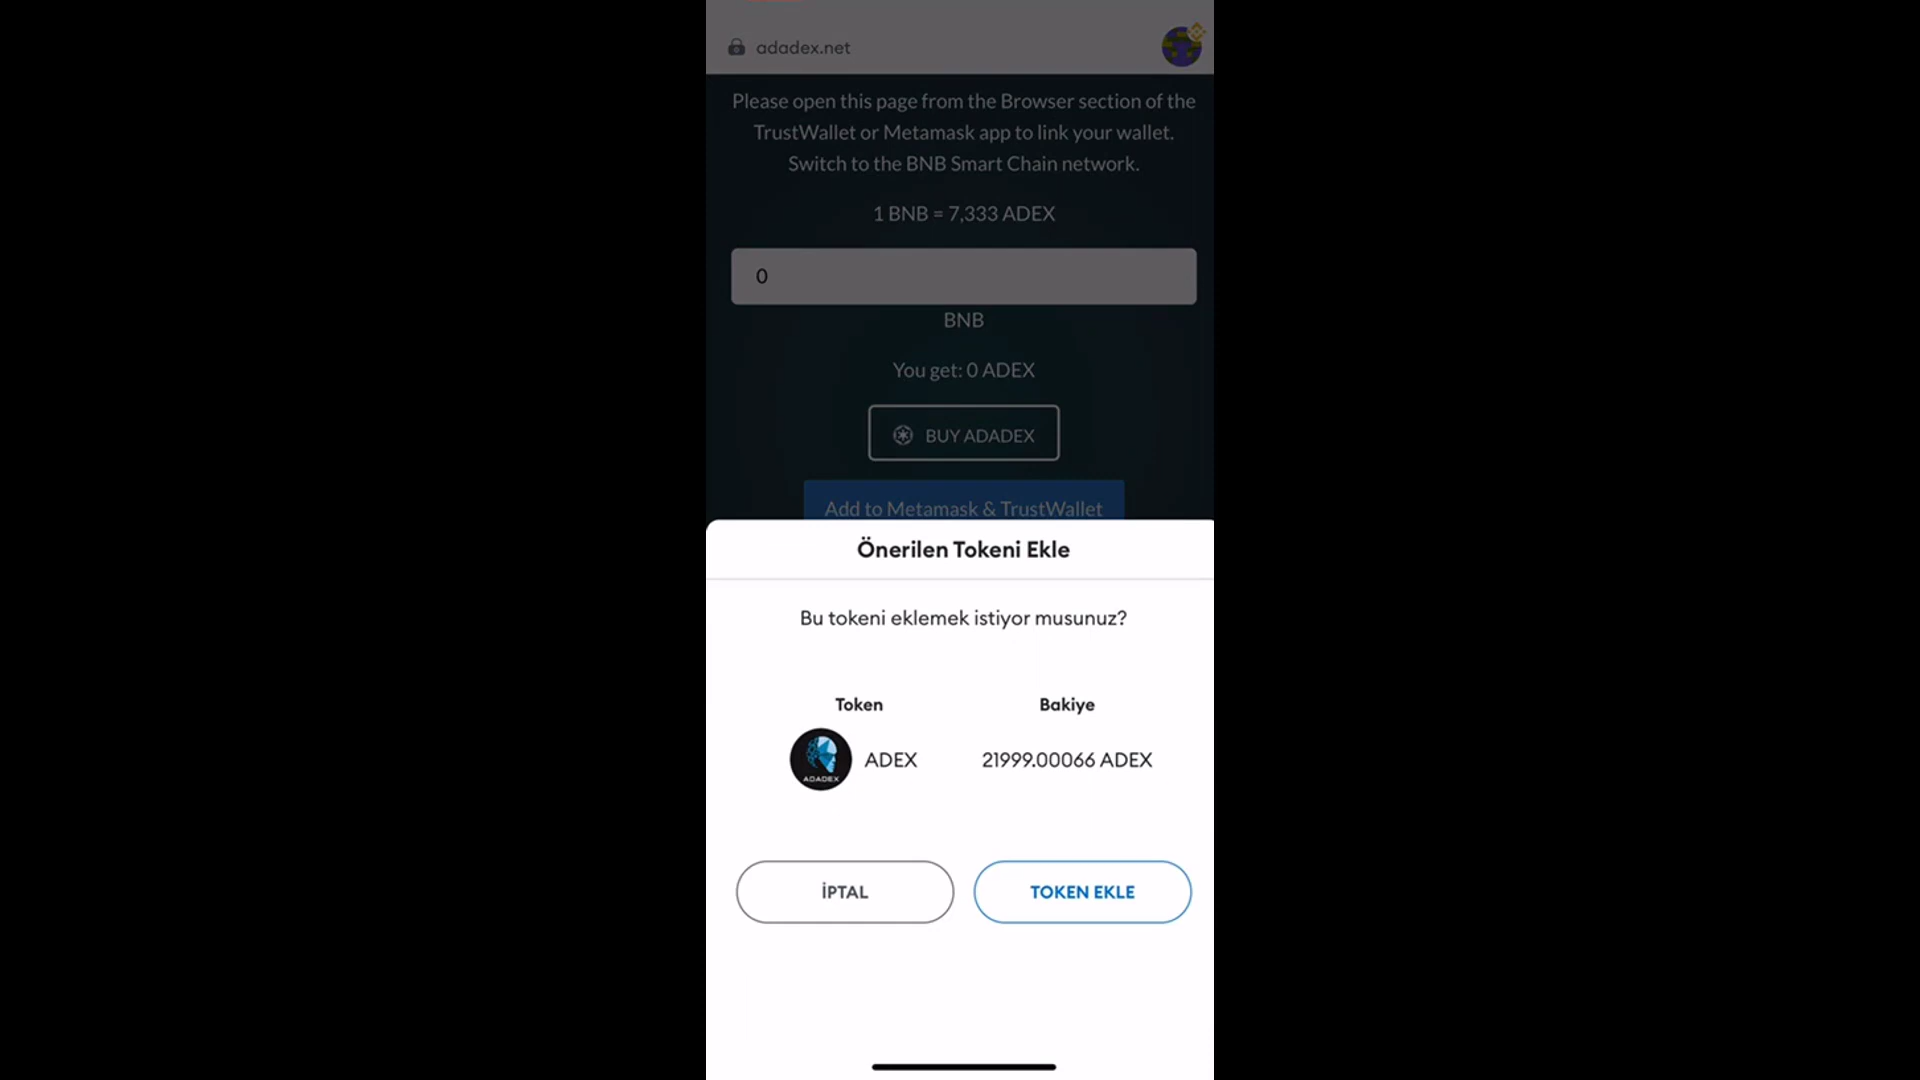 adadex.net
Please open this page from the Browser section of the
TrustWallet or Metamask app to link your wallet.
Switch to the BNB Smart Chain network.
1 BNB = 7,333 ADEX
0
BNB
You get: 0 ADEX
BUY ADADEX
Add to Metamask & TrustWallet
Önerilen Tokeni Ekle
Bu tokeni eklemek istiyor musunuz?
Token Bakiye
ADADEX ADEX 21999.00066 ADEX
İPTAL TOKEN EKLE